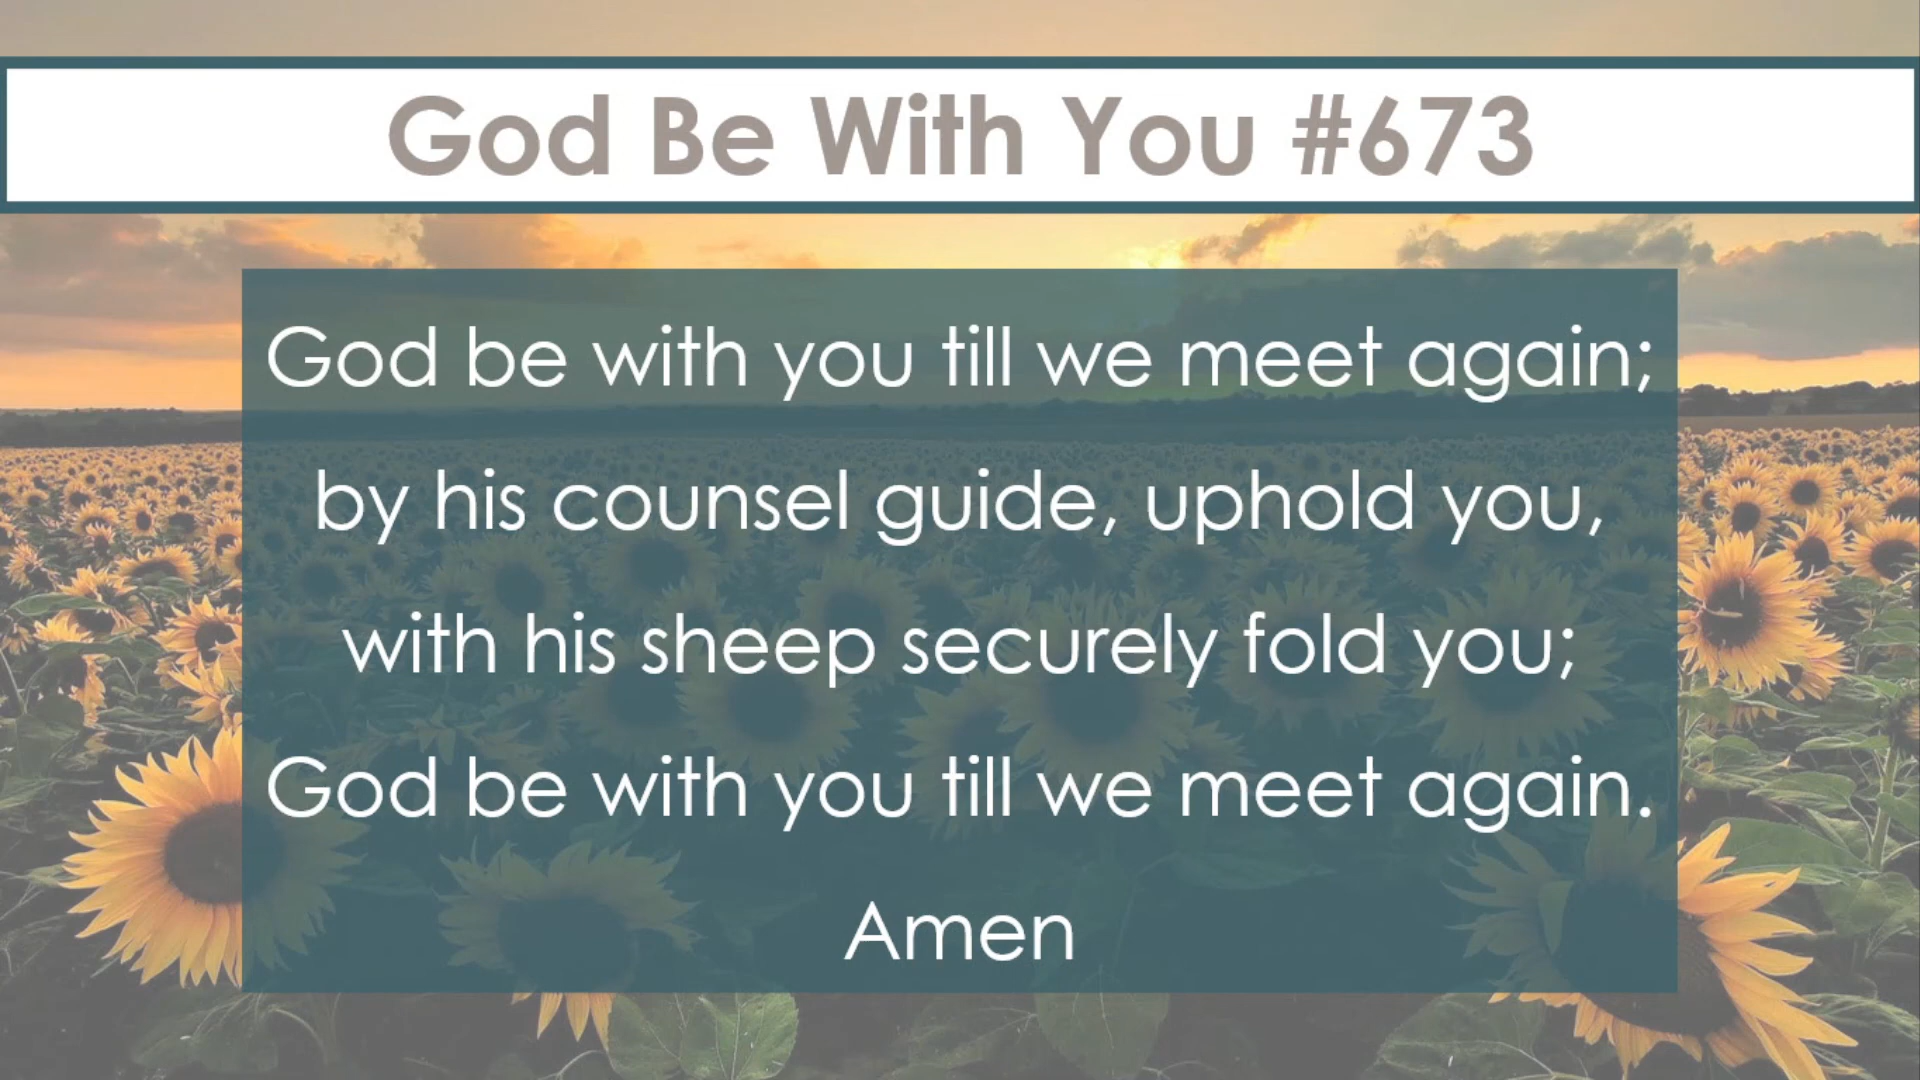 God Be With You #673
God be with you till we meet again;
by his counsel guide, uphold you,
with his sheep securely fold you;
God be with you till we meet again.
Amen